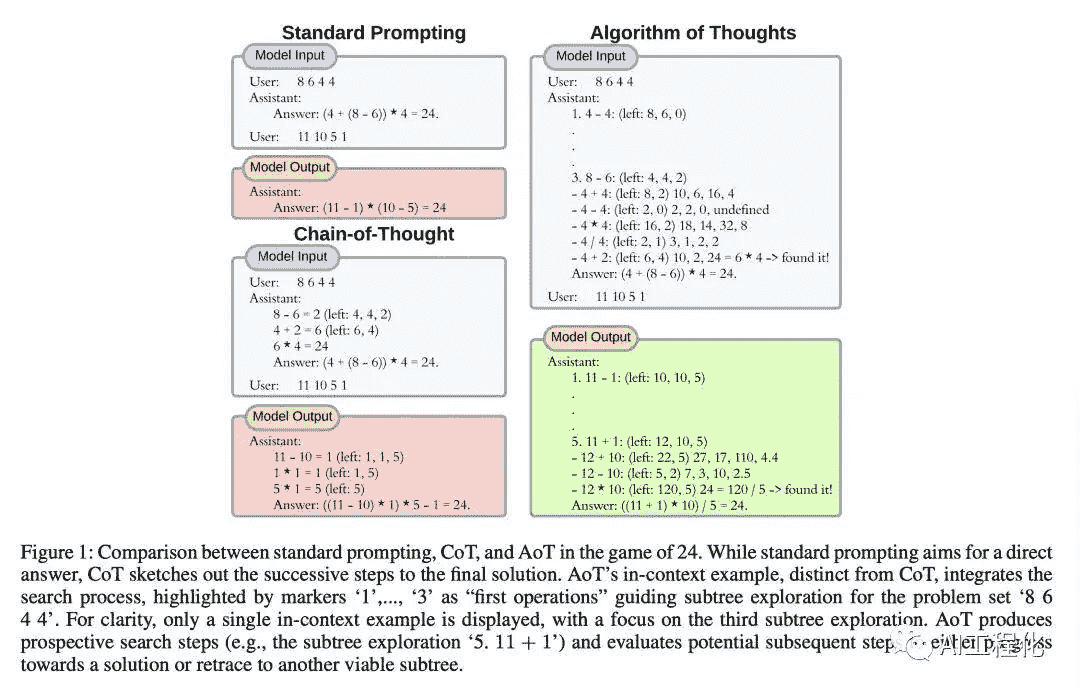 Standard Prompting
Model Input
User: 8 6 4 4
Assistant:
Answer: (4 + (8 – 6)) * 4 = 24.
User: 11 10 5 1
Model Output
Assistant:
Answer: (11 – 1) * (10 – 5) = 24
Chain-of-Thought
Model Input
User: 8 6 4 4
Assistant:
8 – 6 = 2 (left: 4, 4, 2)
4 + 2 = 6 (left: 6, 4)
6 * 4 = 24
Answer: (4 + (8 – 6)) * 4 = 24.
User: 11 10 5 1
Model Output
Assistant:
11 – 10 = 1 (left: 1, 1, 5)
1 * 1 = 1 (left: 1, 5)
5 * 1 = 5 (left: 5)
Answer: ((11 – 10) * 1) * 5 – 1 = 24.
Algorithm of Thoughts
Model Input
User: 8 6 4 4
Assistant:
1. 4 – 4: (left: 8, 6, 0)
.
.
.
3. 8 – 6: (left: 4, 4, 2)
- 4 + 4: (left: 8, 2) 10, 6, 16, 4
- 4 – 4: (left: 2, 0) 2, 2, 0, undefined
- 4 * 4: (left: 16, 2) 18, 14, 32, 8
- 4 / 4: (left: 2, 1) 3, 1, 2, 2
- 4 + 2: (left: 6, 4) 10, 2, 24 = 6 * 4 -> found it!
Answer: (4 + (8 – 6)) * 4 = 24.
User: 11 10 5 1
Model Output
Assistant:
1. 11 – 1: (left: 10, 10, 5)
.
.
.
5. 11 + 1: (left: 12, 10, 5)
- 12 + 10: (left: 22, 5) 27, 17, 110, 4.4
- 12 – 10: (left: 5, 2) 7, 3, 10, 2.5
- 12 * 10: (left: 120, 5) 24 = 120 / 5 -> found it!
Answer: ((11 + 1) * 10) / 5 = 24.
Figure 1: Comparison between standard prompting, CoT, and AoT in the game of 24. While standard prompting aims for a direct
answer, CoT sketches out the successive steps to the final solution. AoT's in-context example, distinct from CoT, integrates the
search process, highlighted by markers ‘1’,..., ‘3’ as “first operations” guiding subtree exploration for the problem set ‘8 6
4 4’. For clarity, only a single in-context example is displayed, with a focus on the third subtree exploration. AoT produces
prospective search steps (e.g., the subtree exploration ‘5. 11 + 1’) and evaluates potential subsequent steps
towards a solution or retrace to another viable subtree.
AI工程化